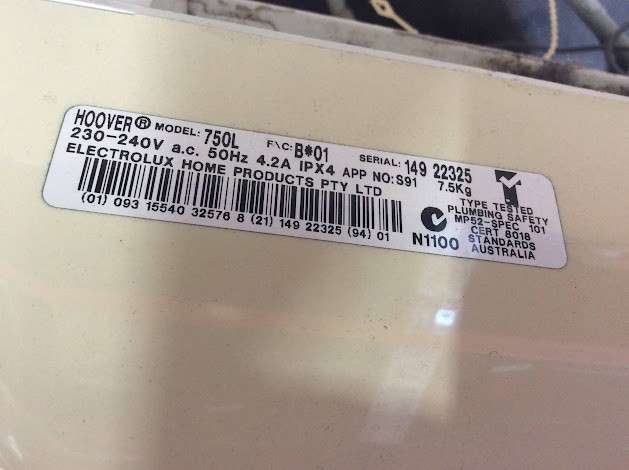 HOOVER® MODEL: 750L F\C: B*01 SERIAL: 149 22325
230-240V a.c. 50Hz 4.2A IPX4 APP NO: S91 7.5Kg
ELECTROLUX HOME PRODUCTS PTY LTD
(01) 093 15540 32576 8 (21) 149 22325 (94) 01
N1100
TYPE TESTED
PLUMBING SAFETY
MP52-SPEC 101
CERT 8018
STANDARDS
AUSTRALIA